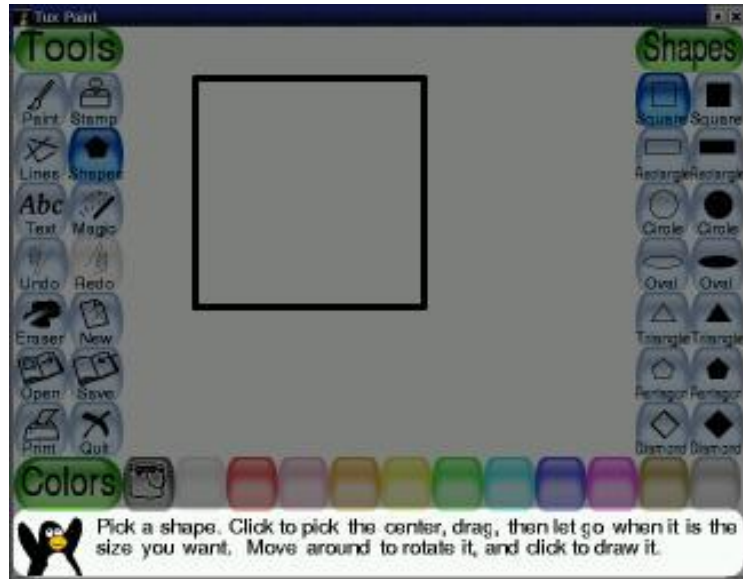 Tux Paint
Tools
Shapes
Paint Stamp
Square Square
Lines Shapes
Rectangle Rectangle
Abc
Text Magic
Circle Circle
Undo Redo
Oval Oval
Eraser New
Triangle Triangle
Open Save
Pentagon Pentagon
Print Quit
Diamond Diamond
Colors
Pick a shape. Click to pick the center, drag, then let go when it is the
size you want. Move around to rotate it, and click to draw it.